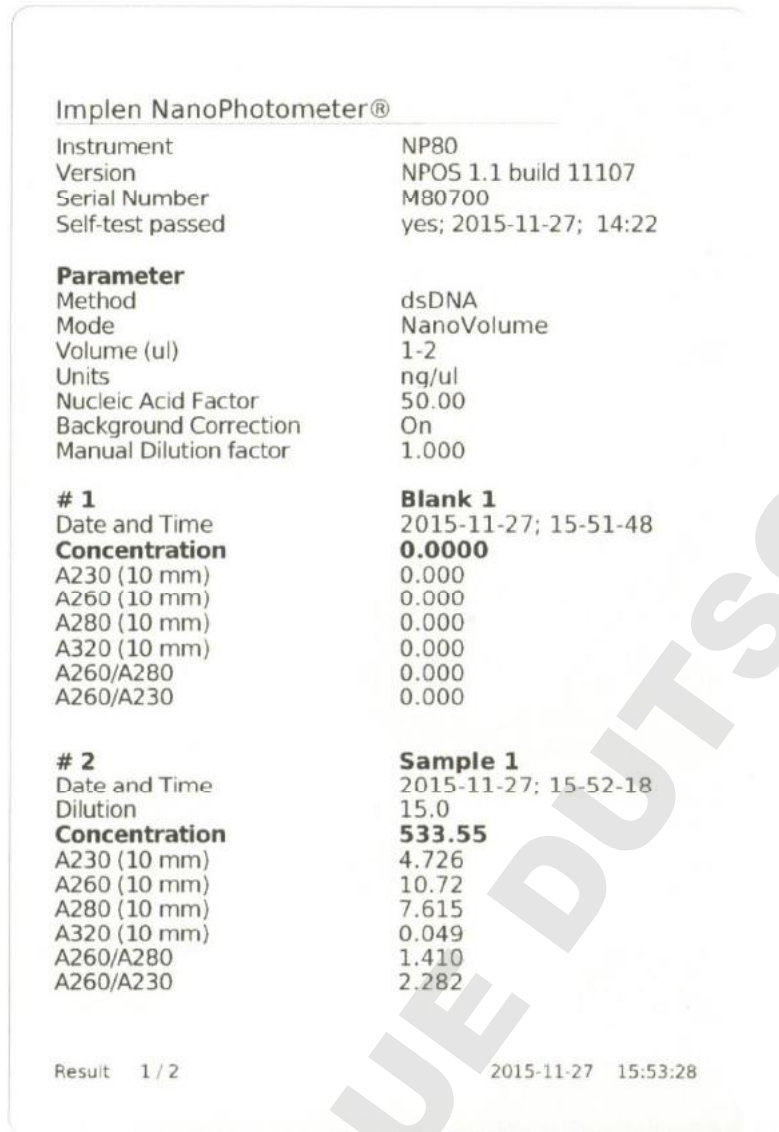 Implen NanoPhotometer®
Instrument NP80
Version NPOS 1.1 build 11107
Serial Number M80700
Self-test passed yes; 2015-11-27; 14:22
Parameter
Method dsDNA
Mode NanoVolume
Volume (ul) 1-2
Units ng/ul
Nucleic Acid Factor 50.00
Background Correction On
Manual Dilution factor 1.000
# 1 Blank 1
Date and Time 2015-11-27; 15-51-48
Concentration 0.0000
A230 (10 mm) 0.000
A260 (10 mm) 0.000
A280 (10 mm) 0.000
A320 (10 mm) 0.000
A260/A280 0.000
A260/A230 0.000
# 2 Sample 1
Date and Time 2015-11-27; 15-52-18
Dilution 15.0
Concentration 533.55
A230 (10 mm) 4.726
A260 (10 mm) 10.72
A280 (10 mm) 7.615
A320 (10 mm) 0.049
A260/A280 1.410
A260/A230 2.282
Result 1 / 2 2015-11-27 15:53:28
UE DUTSC